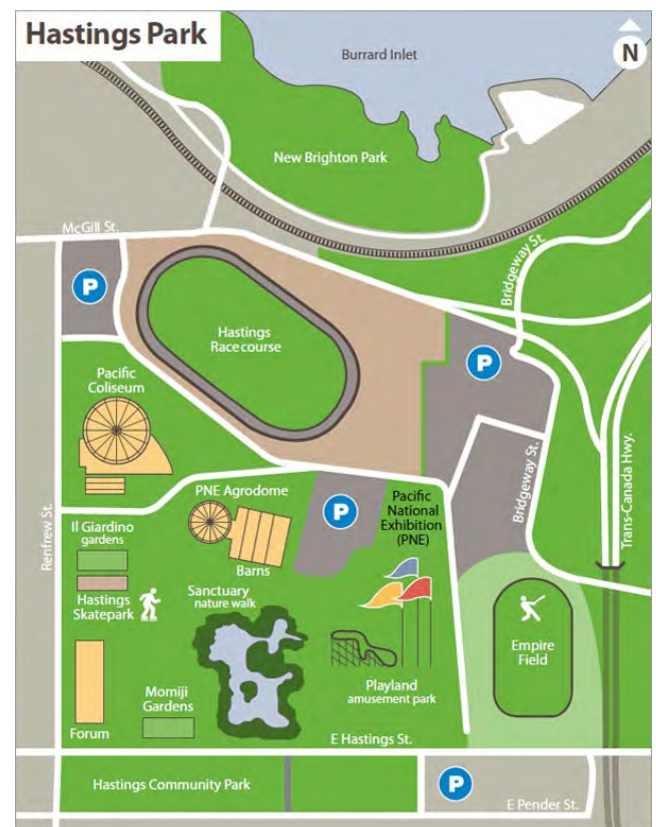 Hastings Park
N
Burrard Inlet
New Brighton Park
McGill St.
Bridgeway St.
P
Hastings
Racecourse
P
Pacific
Coliseum
Renfrew St.
PNE Agrodome
P
Pacific
National
Exhibition
(PNE)
Bridgeway St.
Trans-Canada Hwy.
Il Giardino
gardens
Barns
Hastings
Skatepark
Sanctuary
nature walk
Empire
Field
Playland
amusement park
Momiji
Gardens
Forum
E Hastings St.
Hastings Community Park
P
E Pender St.